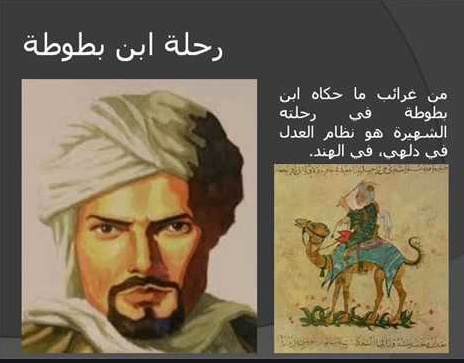 رحلة ابن بطوطة
من غرائب ما حكاه ابن
بطوطة في رحلته
الشهيرة هو نظام العدل
في دلهي، في الهند.